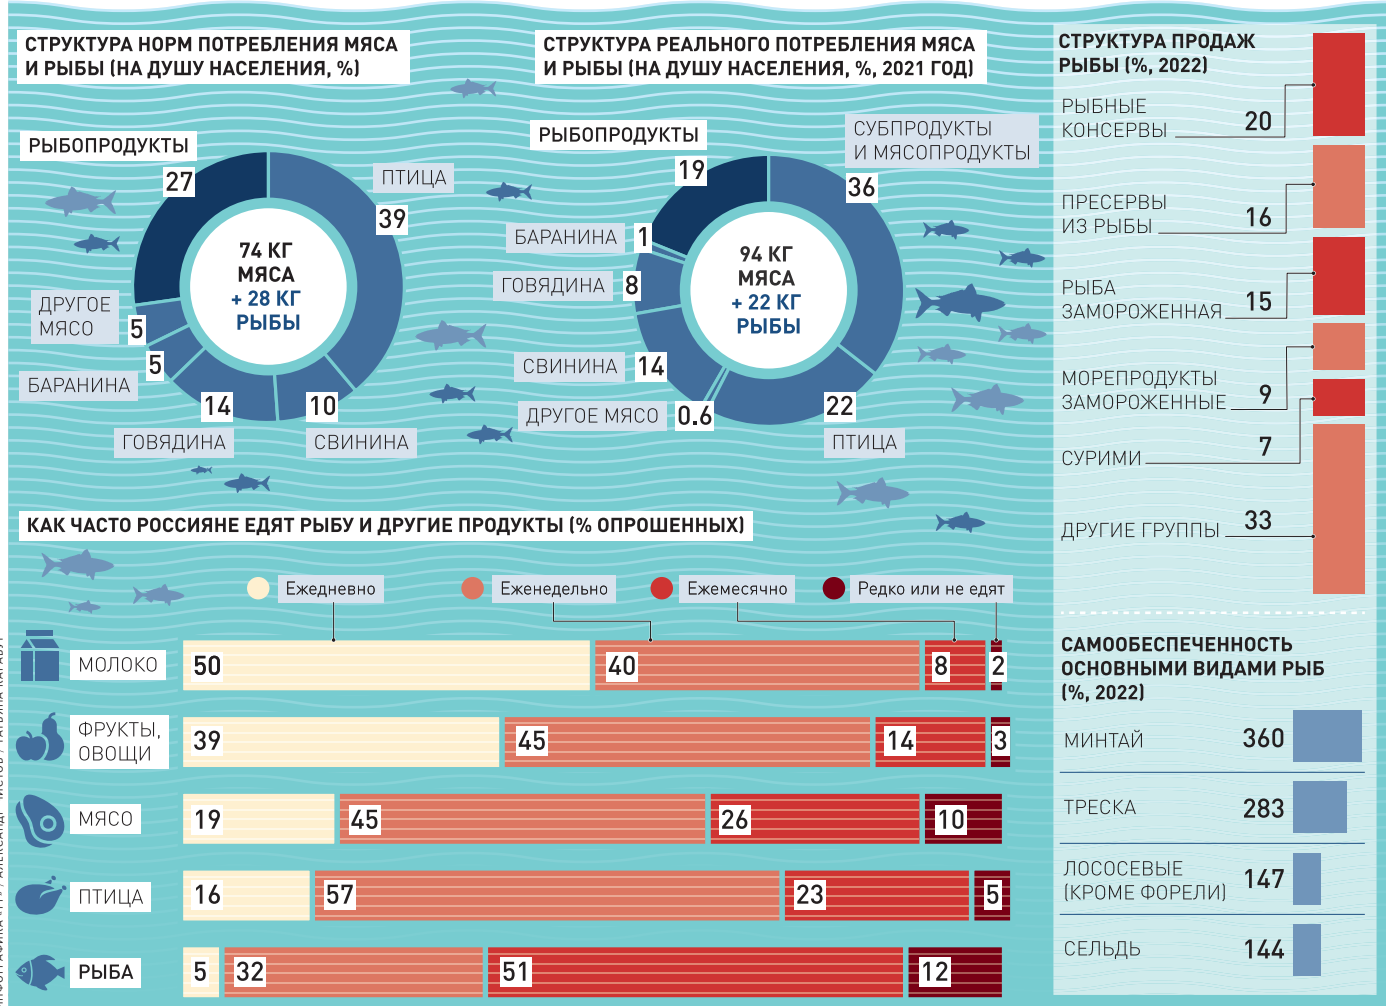 СТРУКТУРА НОРМ ПОТРЕБЛЕНИЯ МЯСА
И РЫБЫ (НА ДУШУ НАСЕЛЕНИЯ, %)
РЫБОПРОДУКТЫ
27
ПТИЦА
39
74 КГ
МЯСА
+ 28 КГ
РЫБЫ
ДРУГОЕ
МЯСО
5
БАРАНИНА
5
ГОВЯДИНА
14
СВИНИНА
10
СТРУКТУРА РЕАЛЬНОГО ПОТРЕБЛЕНИЯ МЯСА
И РЫБЫ (НА ДУШУ НАСЕЛЕНИЯ, %, 2021 ГОД)
РЫБОПРОДУКТЫ
19
СУБПРОДУКТЫ
И МЯСОПРОДУКТЫ
36
БАРАНИНА
1
ГОВЯДИНА
8
94 КГ
МЯСА
+ 22 КГ
РЫБЫ
СВИНИНА
14
ДРУГОЕ МЯСО
0.6
22
ПТИЦА
СТРУКТУРА ПРОДАЖ
РЫБЫ (%, 2022)
РЫБНЫЕ
КОНСЕРВЫ
20
ПРЕСЕРВЫ
ИЗ РЫБЫ
16
РЫБА
ЗАМОРОЖЕННАЯ
15
МОРЕПРОДУКТЫ
ЗАМОРОЖЕННЫЕ
9
СУРИМИ
7
ДРУГИЕ ГРУППЫ
33
КАК ЧАСТО РОССИЯНЕ ЕДЯТ РЫБУ И ДРУГИЕ ПРОДУКТЫ (% ОПРОШЕННЫХ)
Ежедневно
Еженедельно
Ежемесячно
Редко или не едят
МОЛОКО
50
40
8
2
ФРУКТЫ,
ОВОЩИ
39
45
14
3
МЯСО
19
45
26
10
ПТИЦА
16
57
23
5
РЫБА
5
32
51
12
САМООБЕСПЕЧЕННОСТЬ
ОСНОВНЫМИ ВИДАМИ РЫБ
(%, 2022)
МИНТАЙ
360
ТРЕСКА
283
ЛОСОСЕВЫЕ
(КРОМЕ ФОРЕЛИ)
147
СЕЛЬДЬ
144